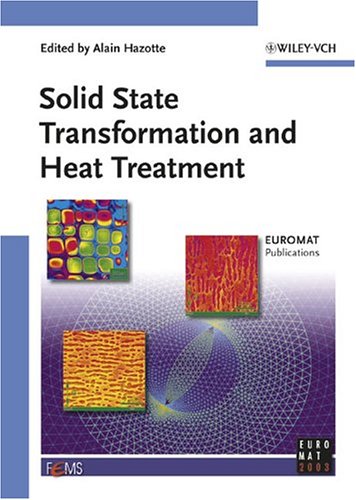 Edited by Alain Hazotte
WILEY-VCH
Solid State
Transformation and
Heat Treatment
EUROMAT
Publications
FEMS
EURO
MAT
2003